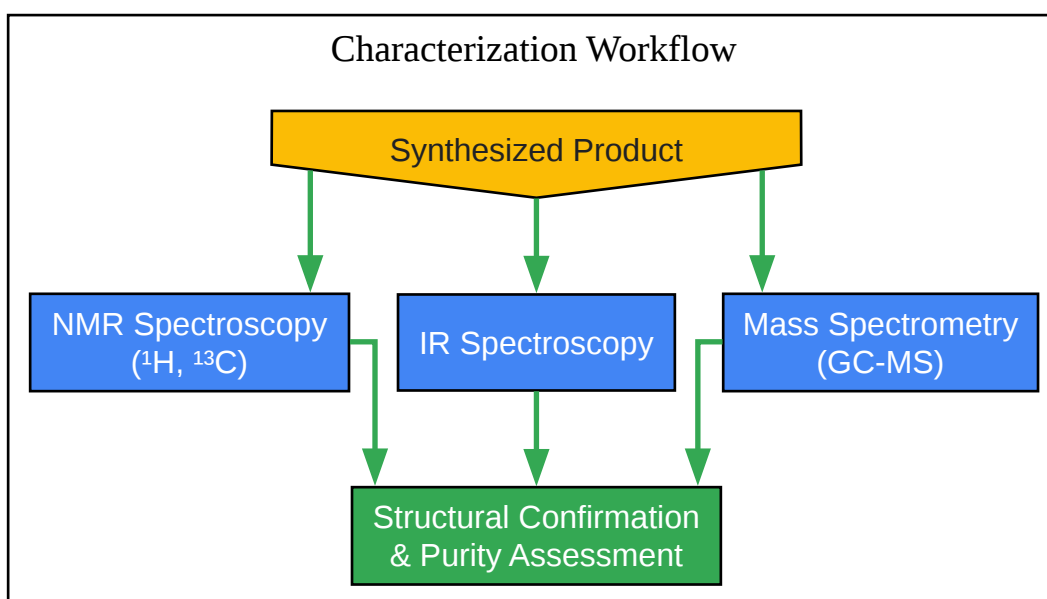 Characterization Workflow
Synthesized Product
NMR Spectroscopy
(¹H, ¹³C)
IR Spectroscopy
Mass Spectrometry
(GC-MS)
Structural Confirmation
& Purity Assessment